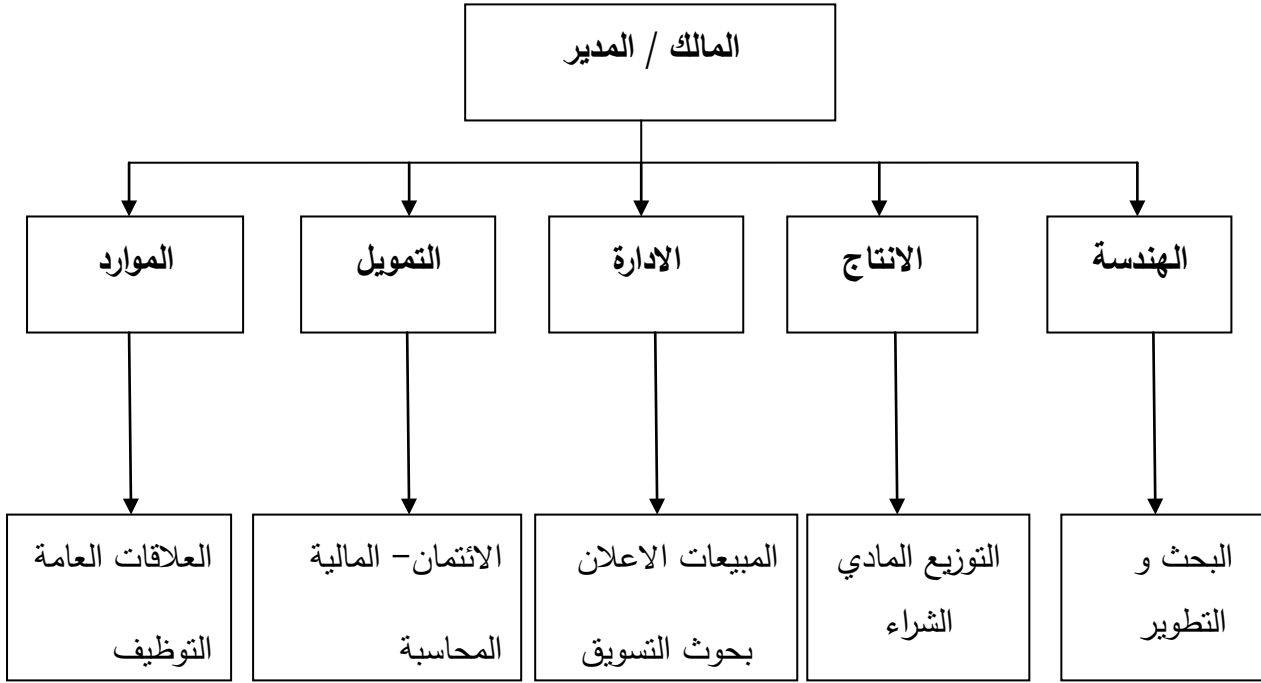 المالك / المدير
الهندسة
الانتاج
الادارة
التمويل
الموارد
البحث و
التطوير
التوزيع المادي
الشراء
المبيعات الاعلان
بحوث التسويق
الائتمان– المالية
المحاسبة
العلاقات العامة
التوظيف